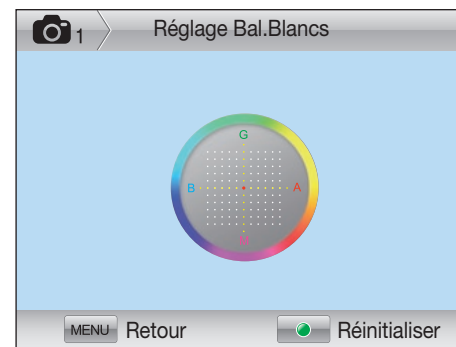 1 Réglage Bal.Blancs
G
B A
M
MENU Retour Réinitialiser